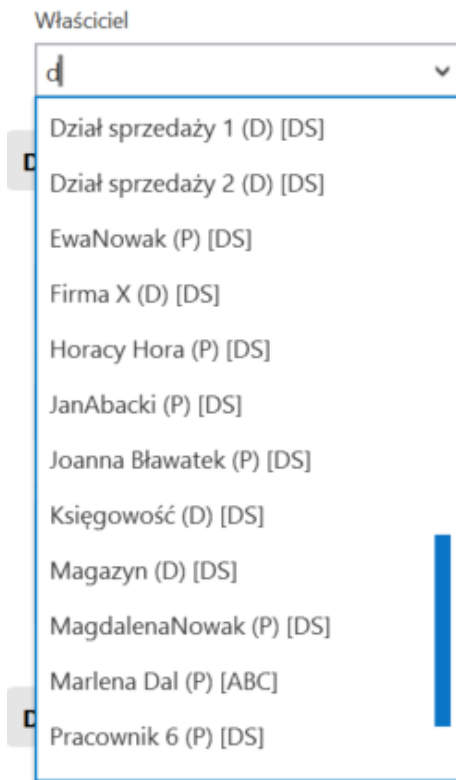 Właściciel
d
Dział sprzedaży 1 (D) [DS]
D
Dział sprzedaży 2 (D) [DS]
EwaNowak (P) [DS]
Firma X (D) [DS]
Horacy Hora (P) [DS]
JanAbacki (P) [DS]
Joanna Bławatek (P) [DS]
Księgowość (D) [DS]
Magazyn (D) [DS]
MagdalenaNowak (P) [DS]
Marlena Dal (P) [ABC]
D
Pracownik 6 (P) [DS]